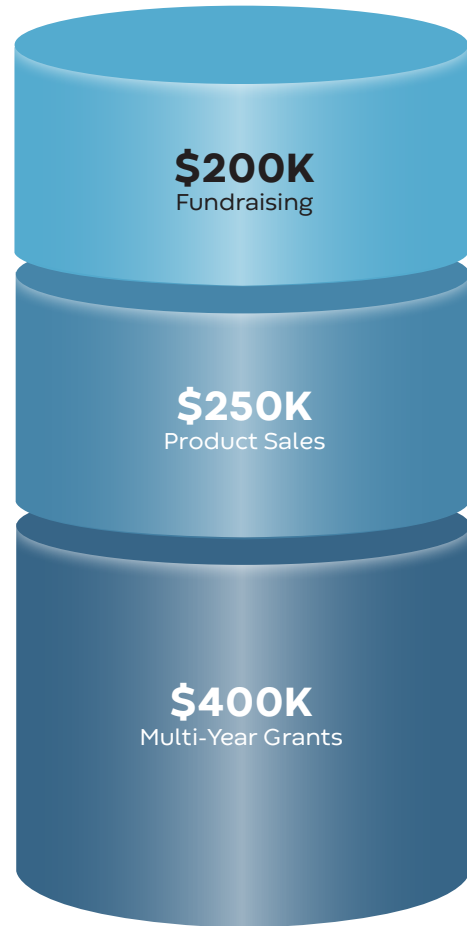 $200K
Fundraising
$250K
Product Sales
$400K
Multi-Year Grants